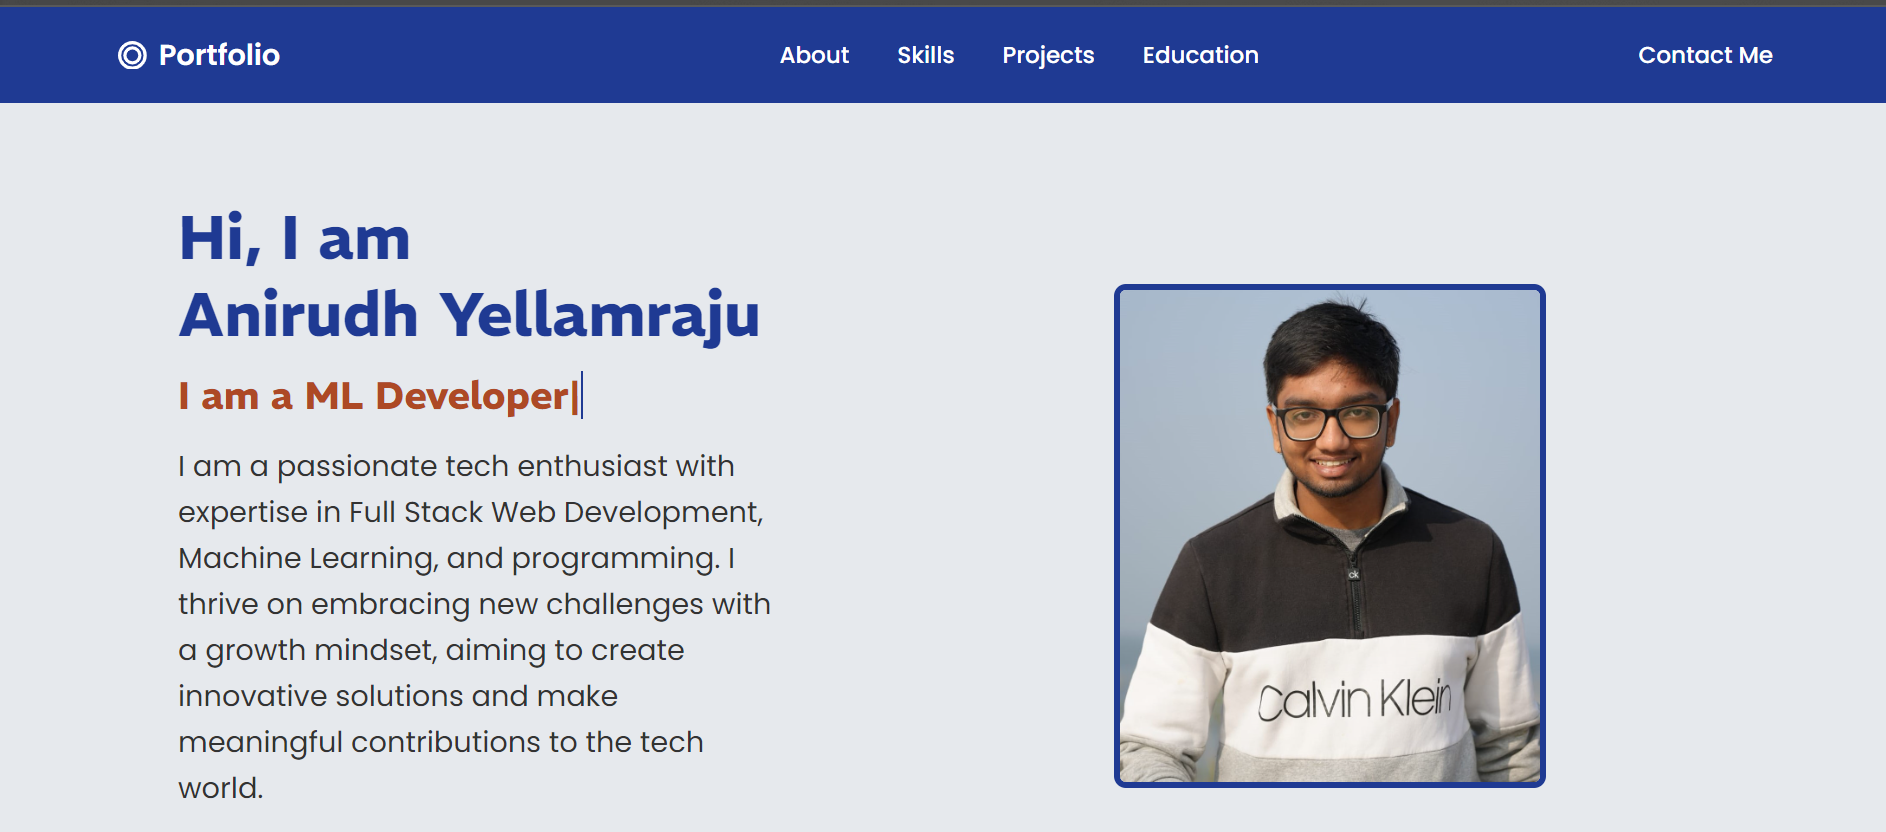 Portfolio
About Skills Projects Education
Contact Me
Hi, I am
Anirudh Yellamraju
I am a ML Developer|
I am a passionate tech enthusiast with
expertise in Full Stack Web Development,
Machine Learning, and programming. I
thrive on embracing new challenges with
a growth mindset, aiming to create
innovative solutions and make
meaningful contributions to the tech
world.
ck
Calvin Klein